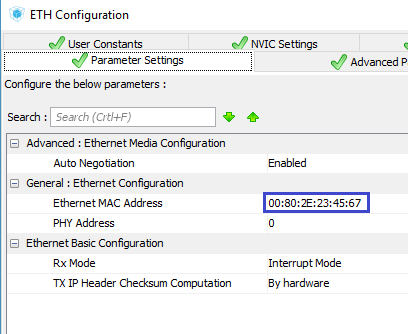 ETH Configuration
User Constants
NVIC Settings
Parameter Settings
Advanced P
Configure the below parameters :
Search : Search (Crtl+F)
Advanced : Ethernet Media Configuration
Auto Negotiation Enabled
General : Ethernet Configuration
Ethernet MAC Address 00:80:2E:23:45:67
PHY Address 0
Ethernet Basic Configuration
Rx Mode Interrupt Mode
TX IP Header Checksum Computation By hardware